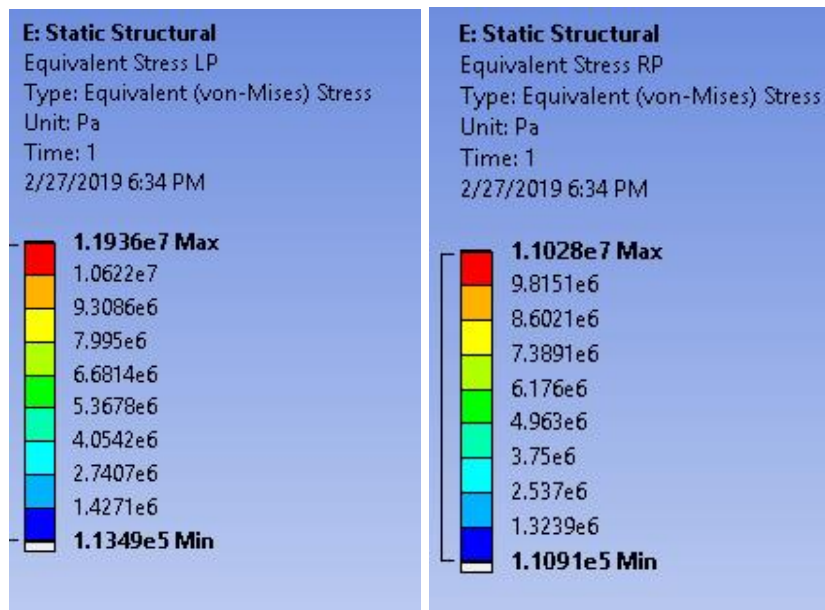 E: Static Structural
Equivalent Stress LP
Type: Equivalent (von-Mises) Stress
Unit: Pa
Time: 1
2/27/2019 6:34 PM
1.1936e7 Max
1.0622e7
9.3086e6
7.995e6
6.6814e6
5.3678e6
4.0542e6
2.7407e6
1.4271e6
1.1349e5 Min
E: Static Structural
Equivalent Stress RP
Type: Equivalent (von-Mises) Stress
Unit: Pa
Time: 1
2/27/2019 6:34 PM
1.1028e7 Max
9.8151e6
8.6021e6
7.3891e6
6.176e6
4.963e6
3.75e6
2.537e6
1.3239e6
1.1091e5 Min